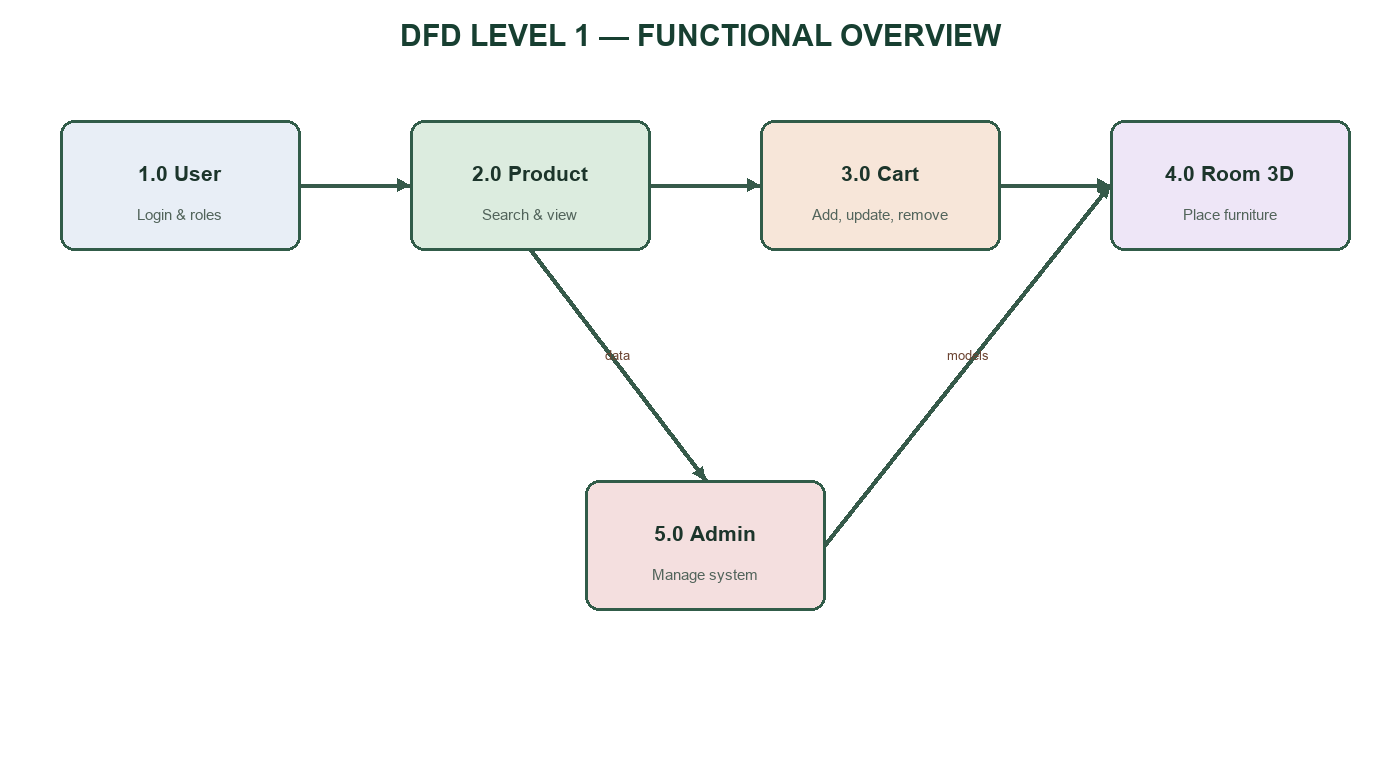 DFD LEVEL 1 — FUNCTIONAL OVERVIEW
1.0 User
Login & roles
2.0 Product
Search & view
3.0 Cart
Add, update, remove
4.0 Room 3D
Place furniture
data
models
5.0 Admin
Manage system